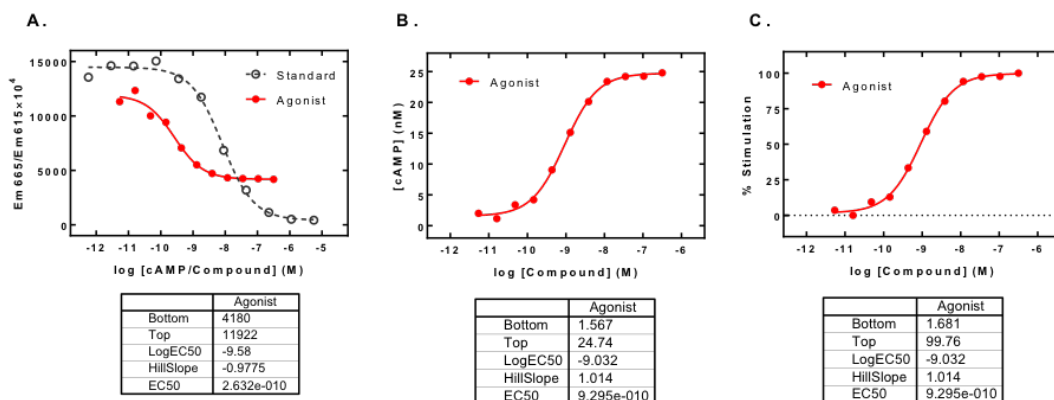 A.
B.
C.
Em665/Em615x10⁴
15000
10000
5000
0
Standard
Agonist
-12 -11 -10 -9 -8 -7 -6 -5
log [cAMP/Compound] (M)
Agonist
Bottom 4180
Top 11922
LogEC50 -9.58
HillSlope -0.9775
EC50 2.632e-010
[cAMP] (nM)
25
20
15
10
5
0
Agonist
-12 -11 -10 -9 -8 -7 -6
log [Compound] (M)
Agonist
Bottom 1.567
Top 24.74
LogEC50 -9.032
HillSlope 1.014
EC50 9.295e-010
% Stimulation
100
75
50
25
0
Agonist
-12 -11 -10 -9 -8 -7 -6
log [Compound] (M)
Agonist
Bottom 1.681
Top 99.76
LogEC50 -9.032
HillSlope 1.014
EC50 9.295e-010